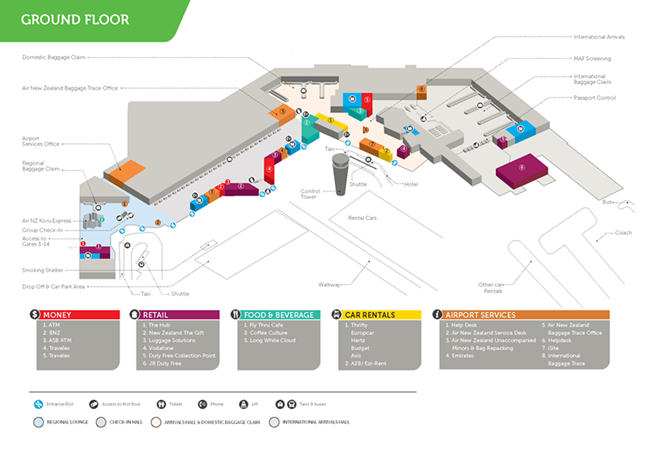 GROUND FLOOR
Domestic Baggage Claim
Air New Zealand Baggage Trace Office
Airport
Services Office
Regional
Baggage Claim
Air NZ Koru Express
Group Check-In
Access to
Gates 3-14
Smoking Shelter
Drop Off & Car Park Area
Taxi
Shuttle
Control
Tower
Taxi
Shuttle
Hotel
Rental Cars
Walkway
International Arrivals
MAF Screening
International
Baggage Claim
Passport Control
Bus
Coach
Other car
Rentals
MONEY
1. ATM
2. BNZ
3. ASB ATM
4. Travelex
5. Travelex
RETAIL
1. The Hub
2. New Zealand The Gift
3. Luggage Solutions
4. Vodafone
5. Duty Free Collection Point
6. JR Duty Free
FOOD & BEVERAGE
1. Fly Thru Cafe
2. Coffee Culture
3. Long White Cloud
CAR RENTALS
1. Thrifty
Europcar
Hertz
Budget
Avis
2. A2B/ Ezi-Rent
AIRPORT SERVICES
1. Help Desk
2. Air New Zealand Service Desk
3. Air New Zealand Unaccompanied
Minors & Bag Repacking
4. Emirates
5. Air New Zealand
Baggage Trace Office
6. Helpdesk
7. iSite
8. International
Baggage Trace
Entrance/Exit
Access to first floor
Toilets
Phone
Lift
Taxis & buses
REGIONAL LOUNGE
CHECK-IN HALL
ARRIVALS HALL & DOMESTIC BAGGAGE CLAIM
INTERNATIONAL ARRIVALS HALL